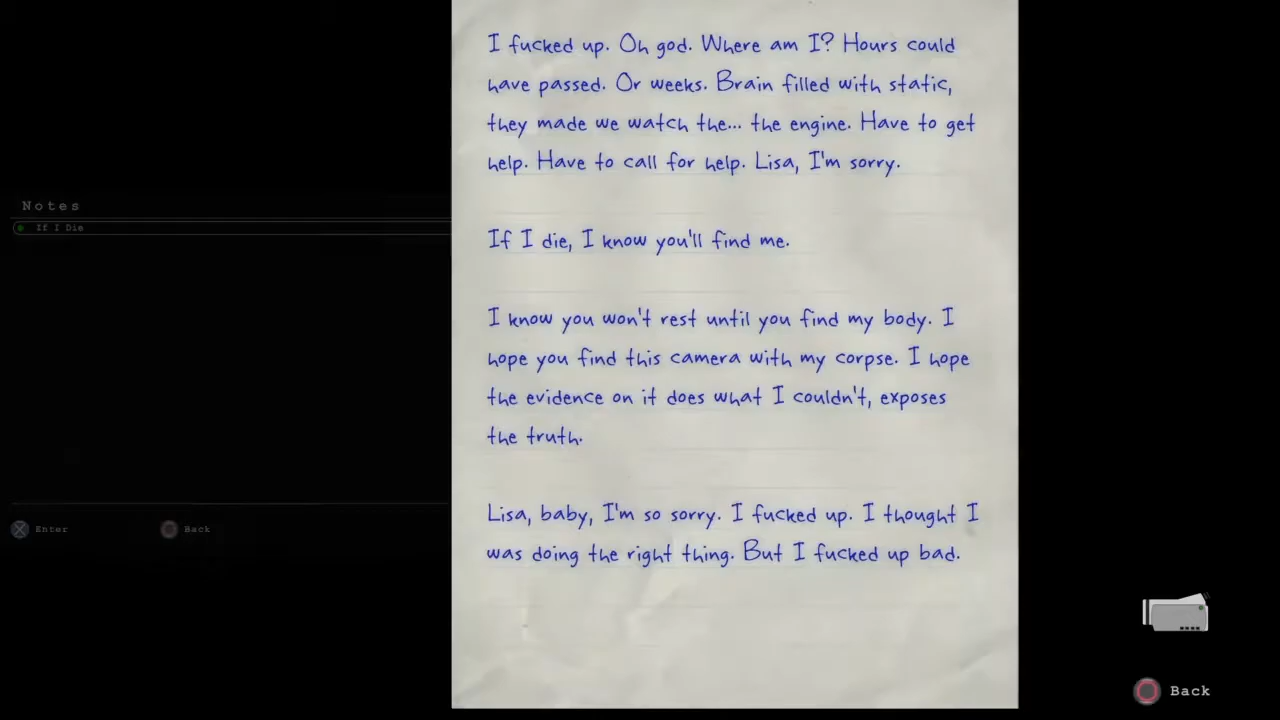 I fucked up. Oh god. Where am I? Hours could
have passed. Or weeks. Brain filled with static,
they made we watch the... the engine. Have to get
help. Have to call for help. Lisa, I'm sorry.
If I die, I know you'll find me.
I know you won't rest until you find my body. I
hope you find this camera with my corpse. I hope
the evidence on it does what I couldn't, exposes
the truth.
Lisa, baby, I'm so sorry. I fucked up. I thought I
was doing the right thing. But I fucked up bad.
Notes
If I Die
Enter
Back
Back